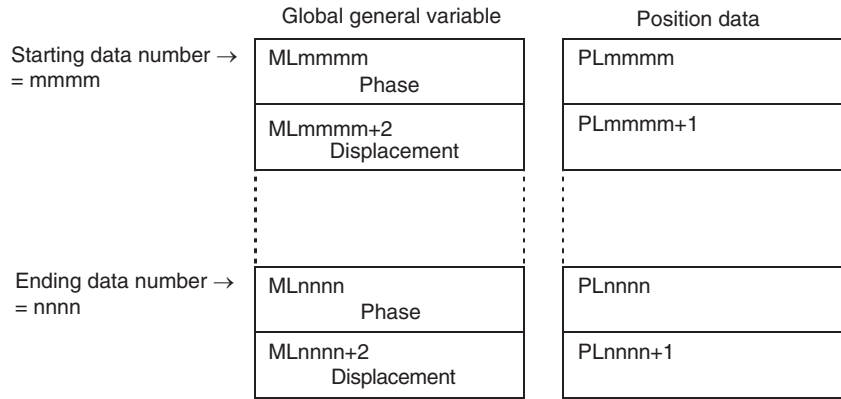 Global general variable
Position data
Starting data number →
= mmmm
MLmmmm
Phase
PLmmmm
MLmmmm+2
Displacement
PLmmmm+1
Ending data number →
= nnnn
MLnnnn
Phase
PLnnnn
MLnnnn+2
Displacement
PLnnnn+1